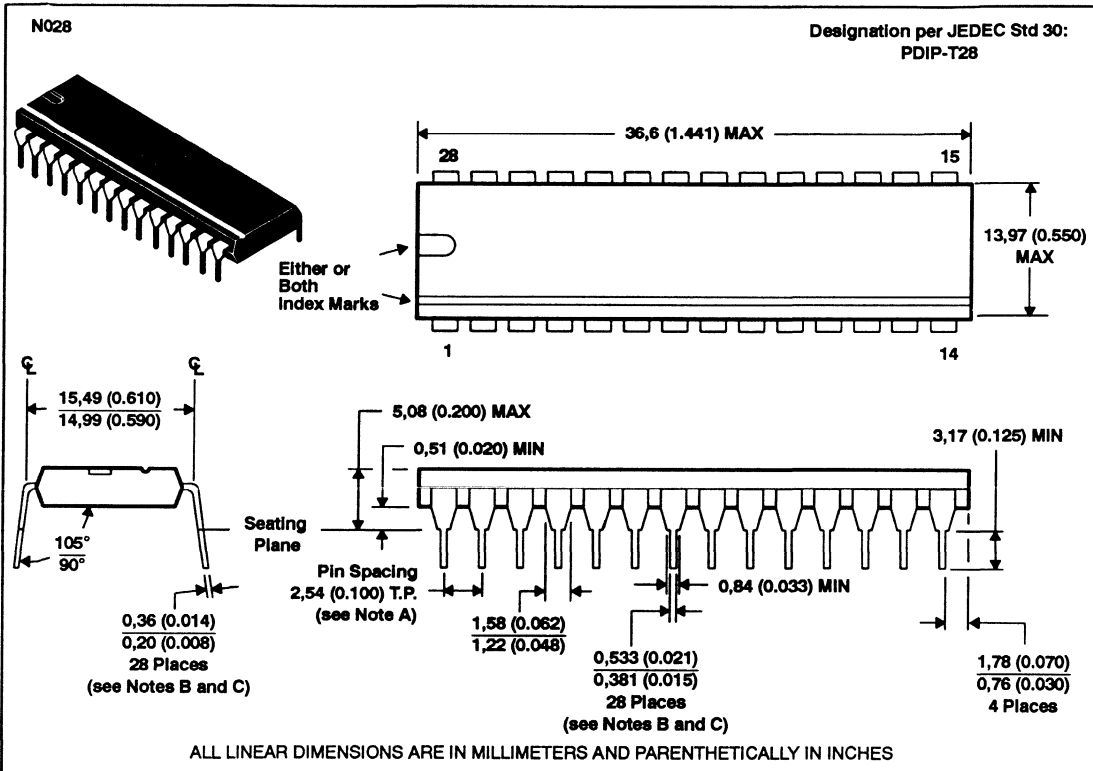 N028
Designation per JEDEC Std 30:
PDIP-T28
36,6 (1.441) MAX
28
15
13,97 (0.550)
MAX
Either or
Both
Index Marks
1
14
℄
℄
15,49 (0.610)
14,99 (0.590)
5,08 (0.200) MAX
0,51 (0.020) MIN
3,17 (0.125) MIN
Seating
Plane
105°
90°
Pin Spacing
2,54 (0.100) T.P.
(see Note A)
0,84 (0.033) MIN
0,36 (0.014)
0,20 (0.008)
28 Places
(see Notes B and C)
1,58 (0.062)
1,22 (0.048)
0,533 (0.021)
0,381 (0.015)
28 Places
(see Notes B and C)
1,78 (0.070)
0,76 (0.030)
4 Places
ALL LINEAR DIMENSIONS ARE IN MILLIMETERS AND PARENTHETICALLY IN INCHES